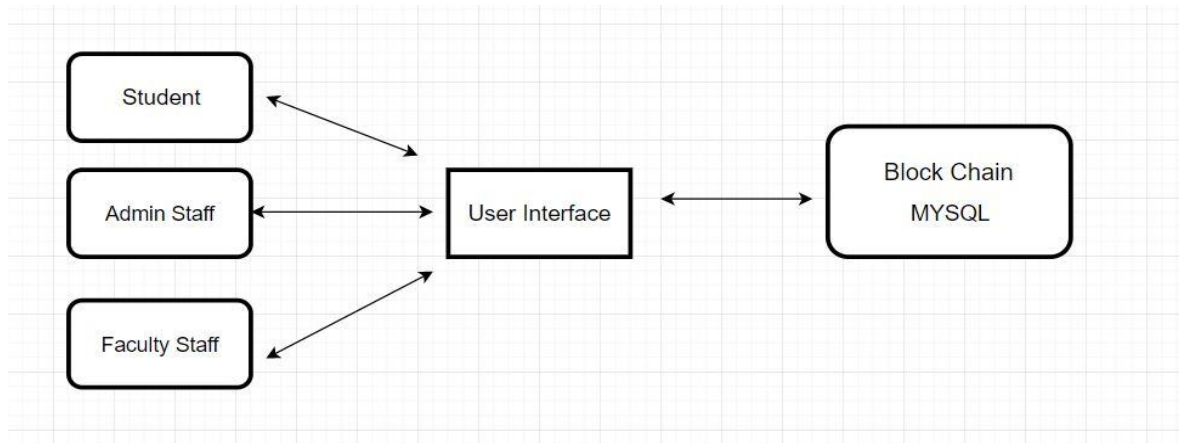 Student
Admin Staff
Faculty Staff
User Interface
Block Chain
MYSQL